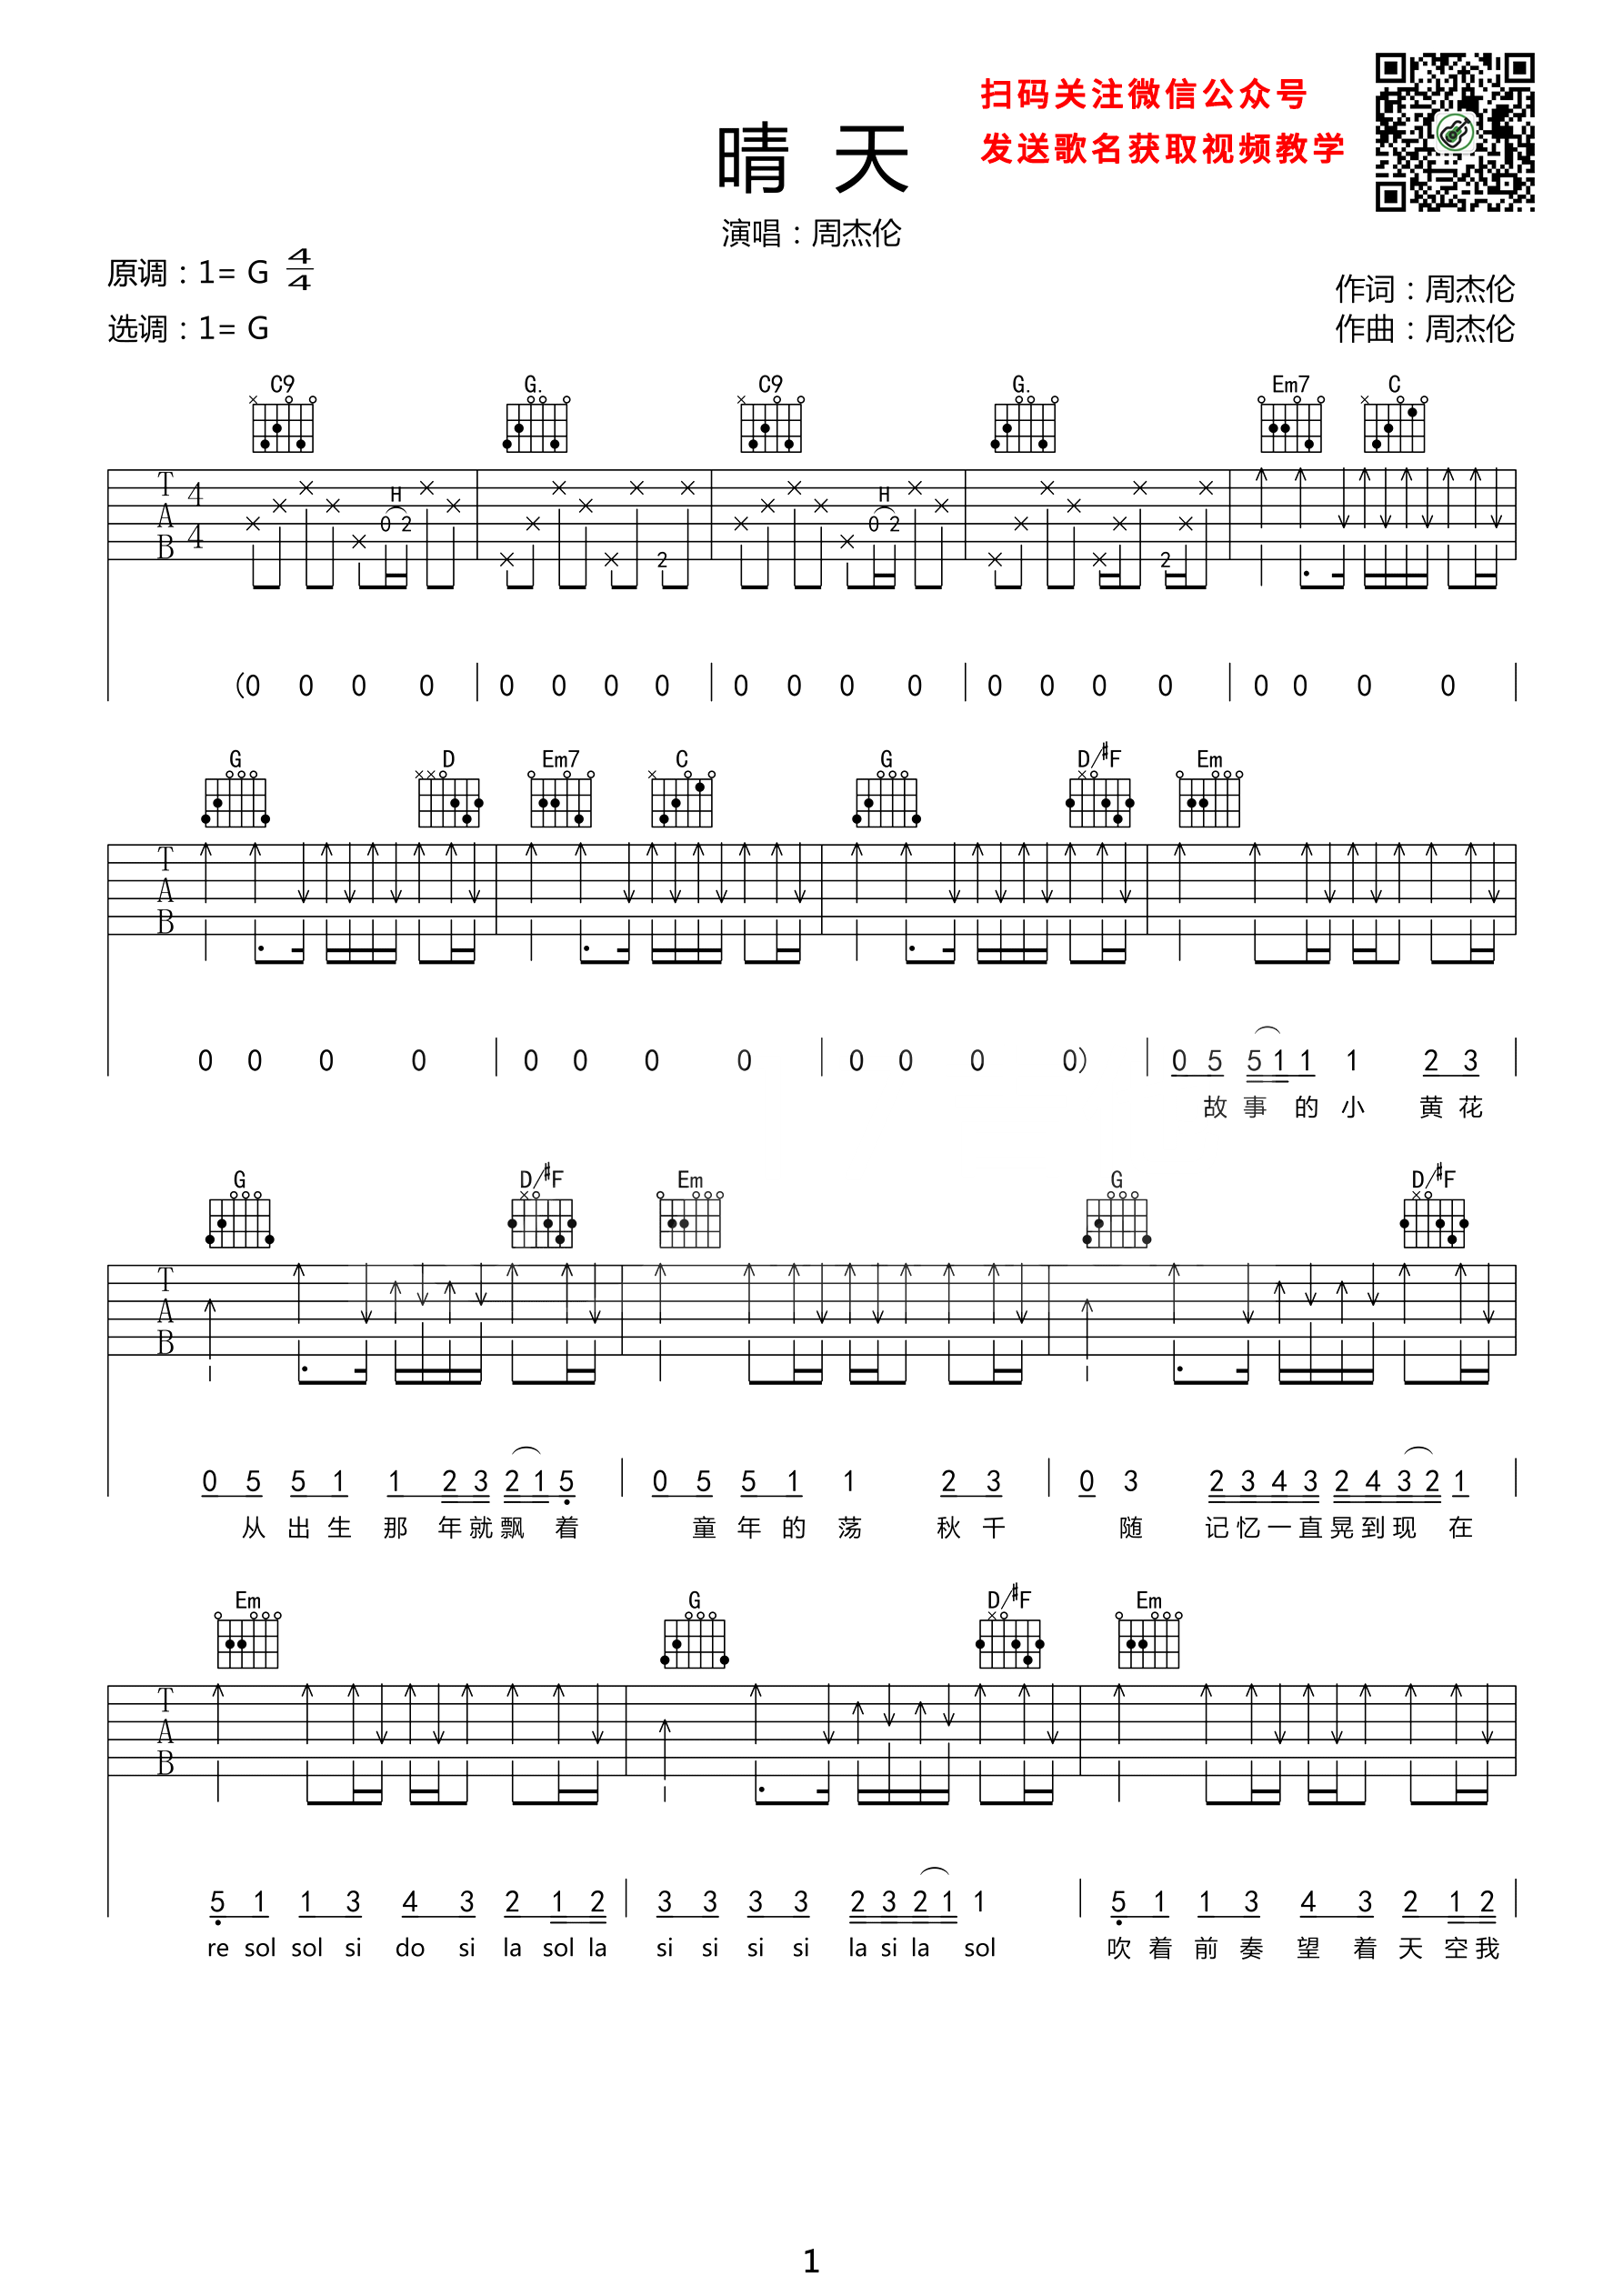 扫码关注微信公众号
发送歌名获取视频教学
晴 天
演唱：周杰伦
原调：1= G 4/4
选调：1= G
作词：周杰伦
作曲：周杰伦
C9 G. C9 G. Em7 C
T A B 4 4 H 0 2 2 H 0 2 2
(0 0 0 0 | 0 0 0 0 | 0 0 0 0 | 0 0 0 0 | 0 0 0 0 |
G D Em7 C G D/#F Em
T A B
0 0 0 0 | 0 0 0 0 | 0 0 0 0) | 0 5 5 1 1 1 2 3 |
故 事 的 小 黄 花
G D/#F Em G D/#F
T A B
0 5 5 1 1 2 3 2 1 5 | 0 5 5 1 1 2 3 | 0 3 2 3 4 3 2 4 3 2 1 |
从 出 生 那 年 就 飘 着 童 年 的 荡 秋 千 随 记 忆 一 直 晃 到 现 在
Em G D/#F Em
T A B
5 1 1 3 4 3 2 1 2 | 3 3 3 3 2 3 2 1 1 | 5 1 1 3 4 3 2 1 2 |
re sol sol si do si la sol la si si si si la si la sol 吹 着 前 奏 望 着 天 空 我
1